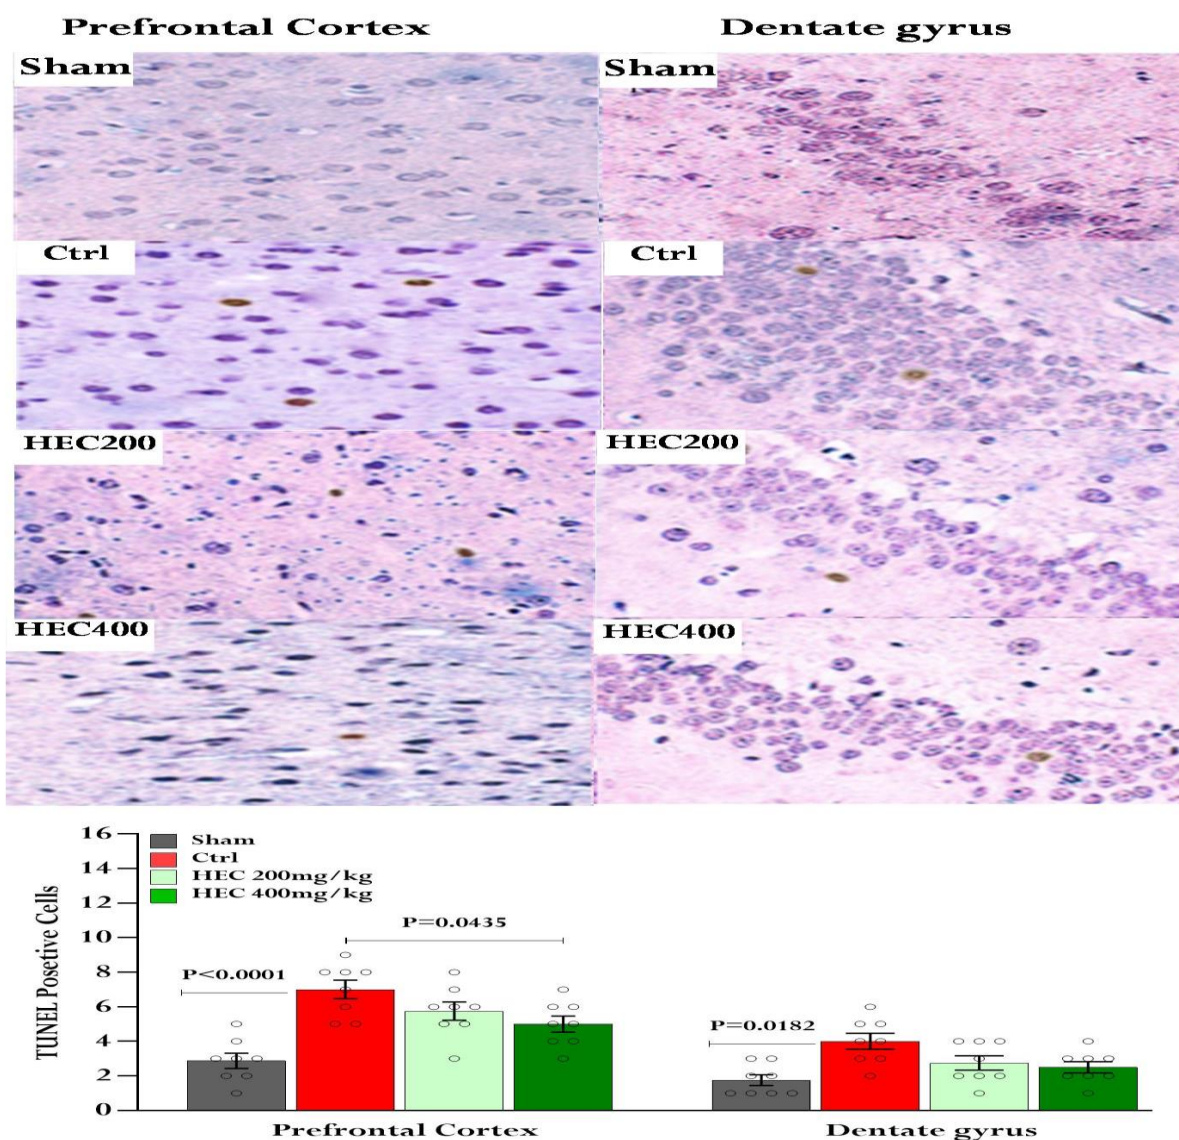 Prefrontal Cortex
Dentate gyrus
Sham
Sham
Ctrl
Ctrl
HEC200
HEC200
HEC400
HEC400
16
14
12
10
8
6
4
2
0
TUNEL Posetive Cells
Sham
Ctrl
HEC 200mg/kg
HEC 400mg/kg
P<0.0001
P=0.0435
P=0.0182
Prefrontal Cortex
Dentate gyrus